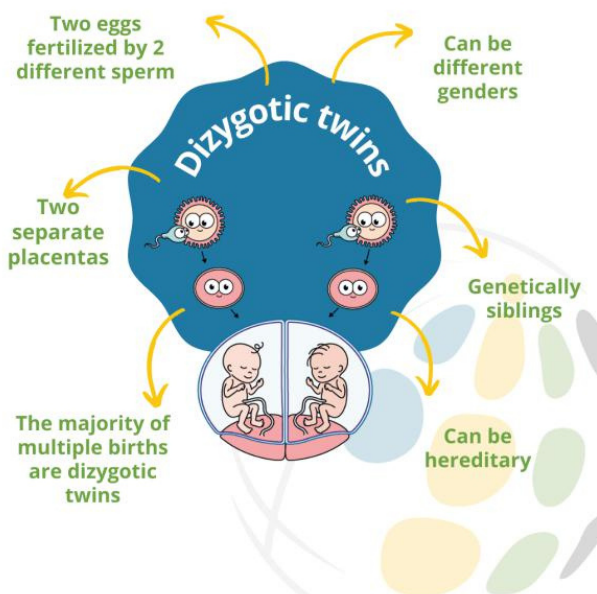 Two eggs
fertilized by 2
different sperm
Can be
different
genders
Dizygotic twins
Two
separate
placentas
Genetically
siblings
The majority of
multiple births
are dizygotic
twins
Can be
hereditary